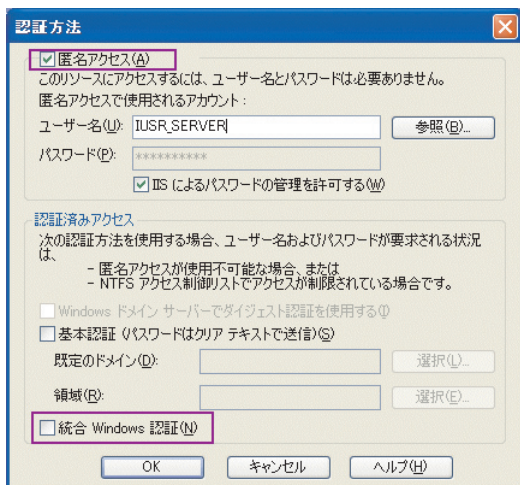 認証方法
匿名アクセス(A)
このリソースにアクセスするには、ユーザー名とパスワードは必要ありません。
匿名アクセスで使用されるアカウント:
ユーザー名(U): IUSR_SERVER 参照(B)...
パスワード(P): **********
IIS によるパスワードの管理を許可する(W)
認証済みアクセス
次の認証方法を使用する場合、ユーザー名およびパスワードが要求される状況
は、
- 匿名アクセスが使用不可能な場合、または
- NTFS アクセス制御リストでアクセスが制限されている場合です。
Windows ドメイン サーバーでダイジェスト認証を使用する(I)
基本認証 (パスワードはクリア テキストで送信)(S)
既定のドメイン(D): 選択(L)...
領域(R): 選択(E)...
統合 Windows 認証(N)
OK キャンセル ヘルプ(H)